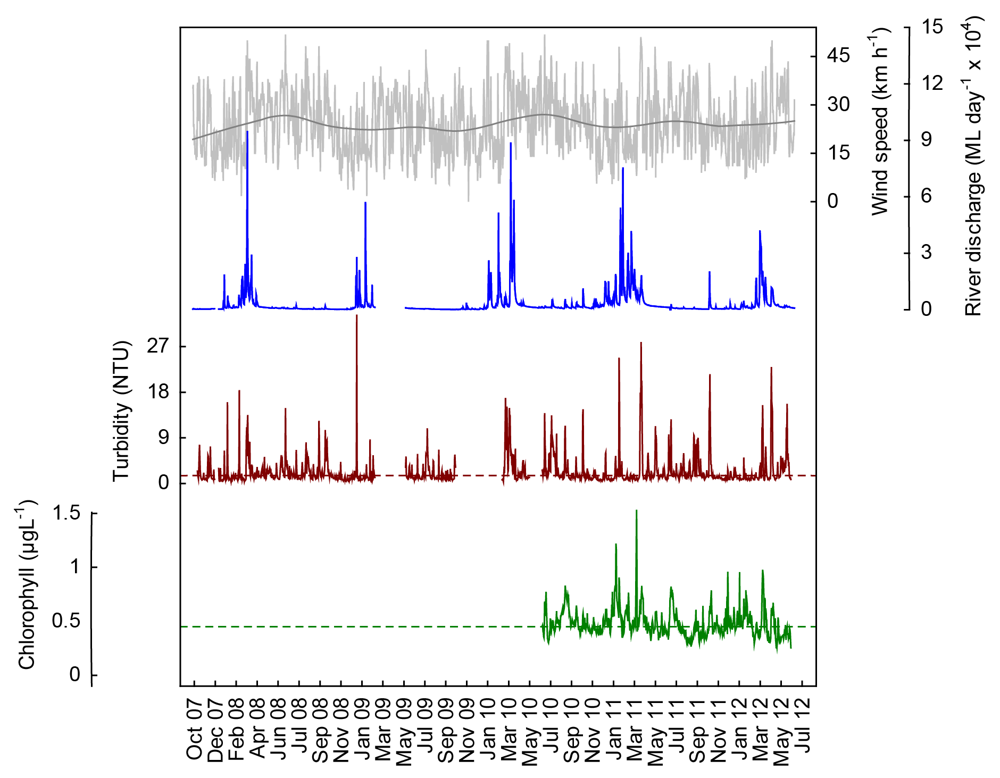 45
30
15
0
Wind speed (km h⁻¹)
15
12
9
6
3
0
River discharge (ML day⁻¹ x 10⁴)
27
18
9
0
Turbidity (NTU)
1.5
1
0.5
0
Chlorophyll (µgL⁻¹)
Oct 07
Dec 07
Feb 08
Apr 08
Jun 08
Jul 08
Sep 08
Nov 08
Jan 09
Mar 09
May 09
Jul 09
Sep 09
Nov 09
Jan 10
Mar 10
May 10
Jul 10
Sep 10
Nov 10
Jan 11
Mar 11
May 11
Jul 11
Sep 11
Nov 11
Jan 12
Mar 12
May 12
Jul 12